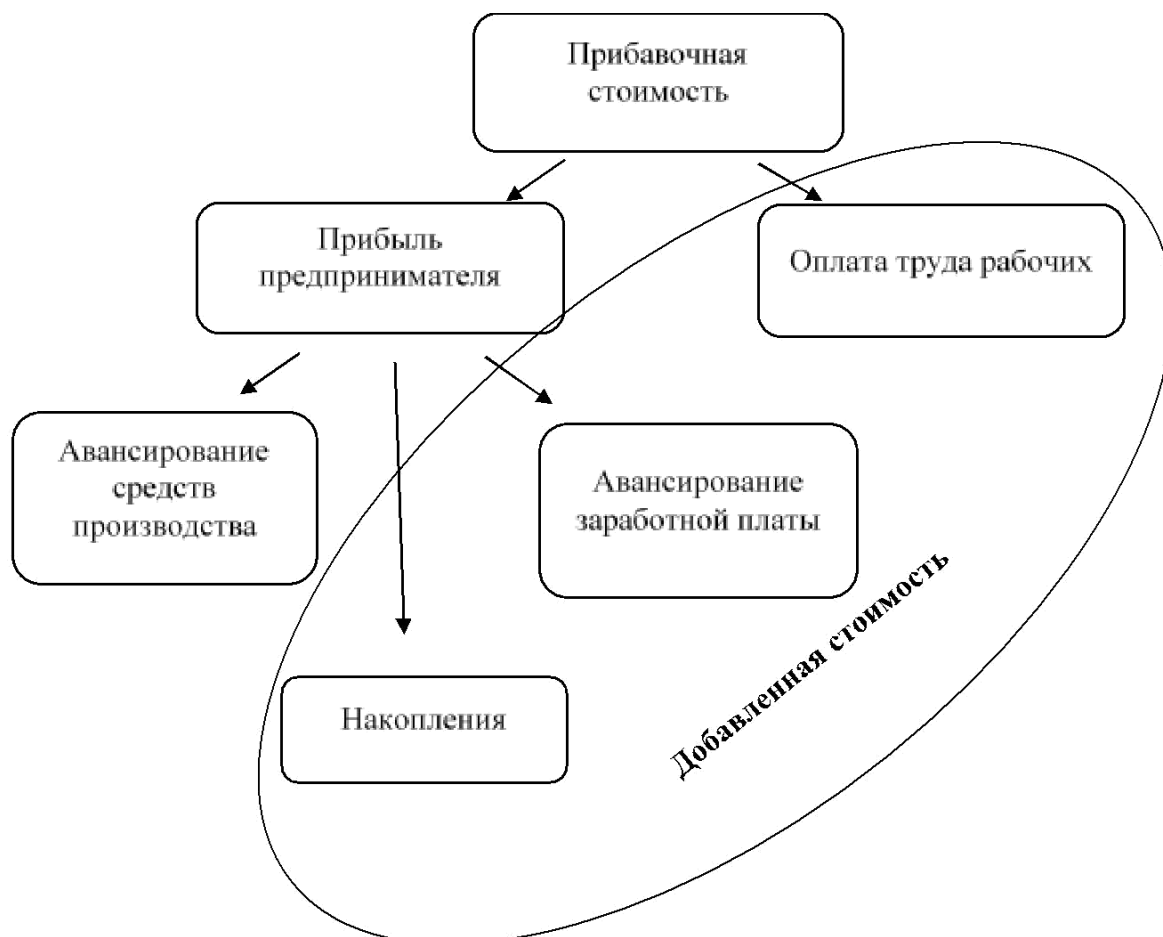 Прибавочная
стоимость
Прибыль
предпринимателя
Оплата труда рабочих
Авансирование
средств
производства
Авансирование
заработной платы
Накопления
Добавленная стоимость